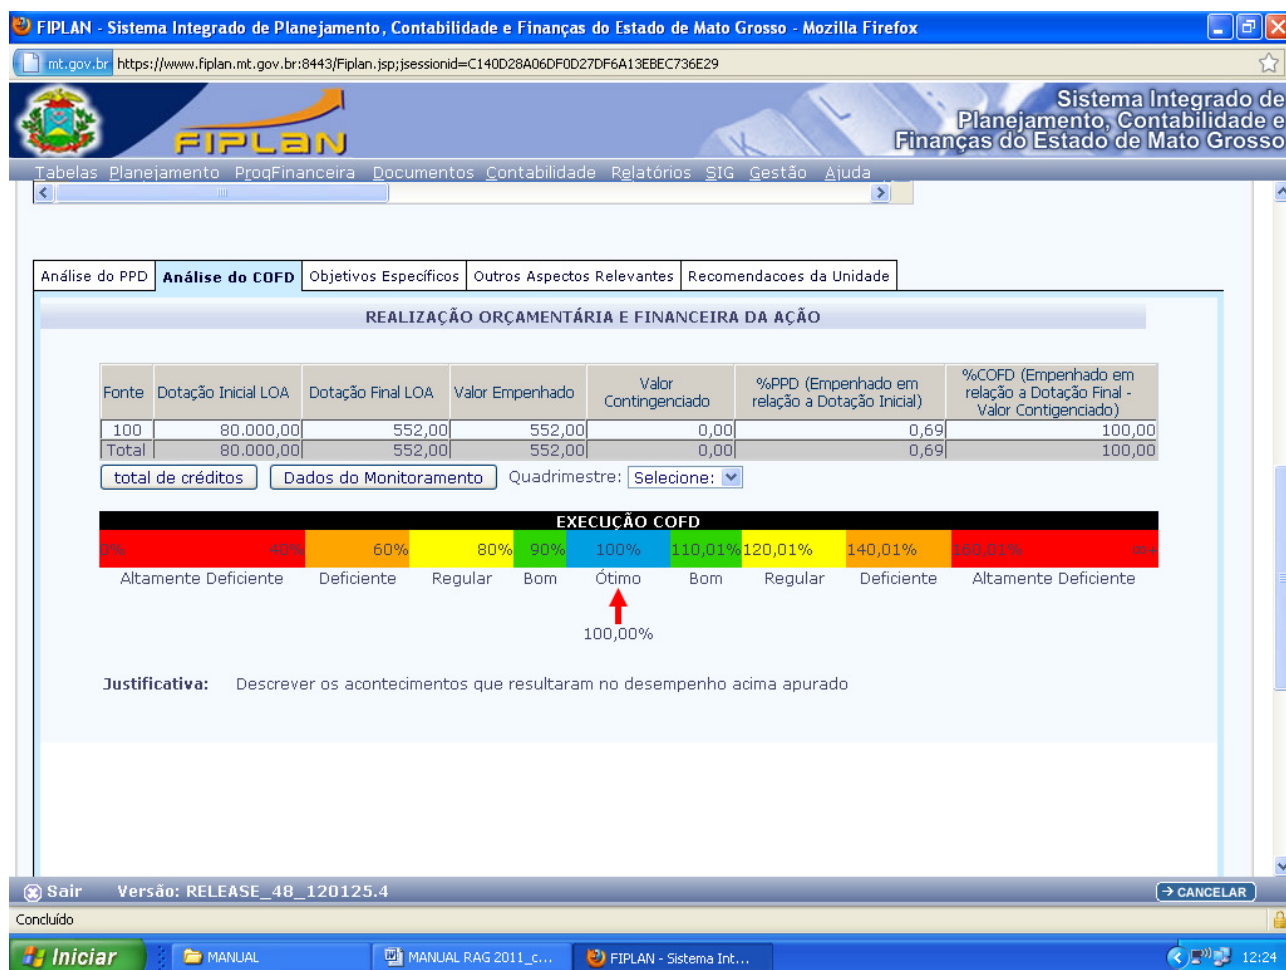 FIPLAN - Sistema Integrado de Planejamento, Contabilidade e Finanças do Estado de Mato Grosso - Mozilla Firefox
mt.gov.br https://www.fiplan.mt.gov.br:8443/Fiplan.jsp;jsessionid=C140D28A06DF0D27DF6A13EBEC736E29
FIPLAN
Sistema Integrado de
Planejamento, Contabilidade e
Finanças do Estado de Mato Grosso
Tabelas Planejamento ProgFinanceira Documentos Contabilidade Relatórios SIG Gestão Ajuda
Análise do PPD Análise do COFD Objetivos Específicos Outros Aspectos Relevantes Recomendacoes da Unidade
REALIZAÇÃO ORÇAMENTÁRIA E FINANCEIRA DA AÇÃO
Fonte Dotação Inicial LOA Dotação Final LOA Valor Empenhado Valor Contingenciado %PPD (Empenhado em relação a Dotação Inicial) %COFD (Empenhado em relação a Dotação Final - Valor Contigenciado)
100 80.000,00 552,00 552,00 0,00 0,69 100,00
Total 80.000,00 552,00 552,00 0,00 0,69 100,00
total de créditos Dados do Monitoramento Quadrimestre: Selecione:
EXECUÇÃO COFD
0% 40% 60% 80% 90% 100% 110,01% 120,01% 140,01% 160,01% ∞+
Altamente Deficiente Deficiente Regular Bom Ótimo Bom Regular Deficiente Altamente Deficiente
100,00%
Justificativa: Descrever os acontecimentos que resultaram no desempenho acima apurado
Sair Versão: RELEASE_48_120125.4 CANCELAR
Concluído
Iniciar MANUAL MANUAL RAG 2011_c... FIPLAN - Sistema Int... 12:24